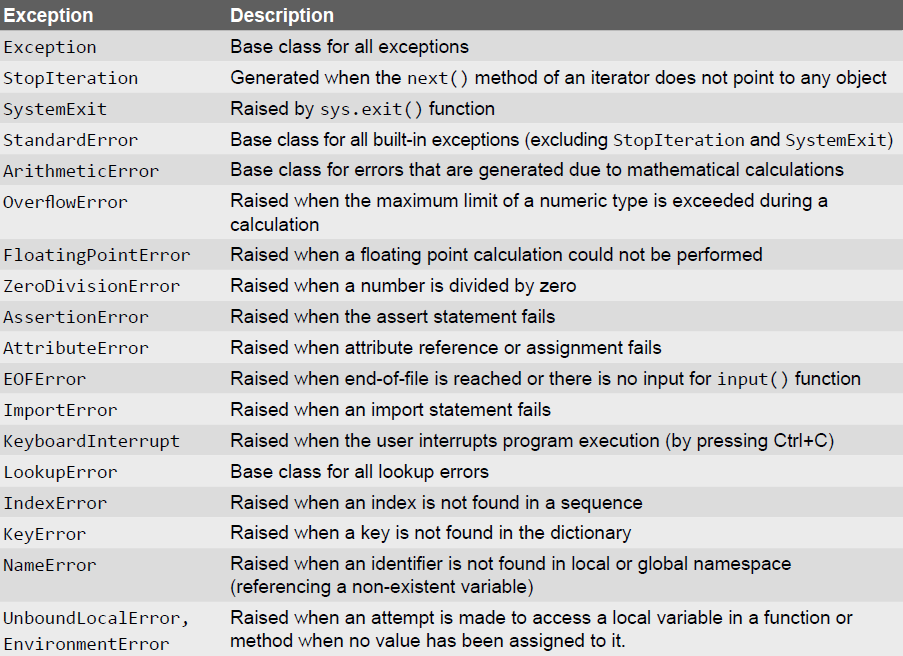 Exception Description
Exception Base class for all exceptions
StopIteration Generated when the next() method of an iterator does not point to any object
SystemExit Raised by sys.exit() function
StandardError Base class for all built-in exceptions (excluding StopIteration and SystemExit)
ArithmeticError Base class for errors that are generated due to mathematical calculations
OverflowError Raised when the maximum limit of a numeric type is exceeded during a
calculation
FloatingPointError Raised when a floating point calculation could not be performed
ZeroDivisionError Raised when a number is divided by zero
AssertionError Raised when the assert statement fails
AttributeError Raised when attribute reference or assignment fails
EOFError Raised when end-of-file is reached or there is no input for input() function
ImportError Raised when an import statement fails
KeyboardInterrupt Raised when the user interrupts program execution (by pressing Ctrl+C)
LookupError Base class for all lookup errors
IndexError Raised when an index is not found in a sequence
KeyError Raised when a key is not found in the dictionary
NameError Raised when an identifier is not found in local or global namespace
(referencing a non-existent variable)
UnboundLocalError, Raised when an attempt is made to access a local variable in a function or
EnvironmentError method when no value has been assigned to it.